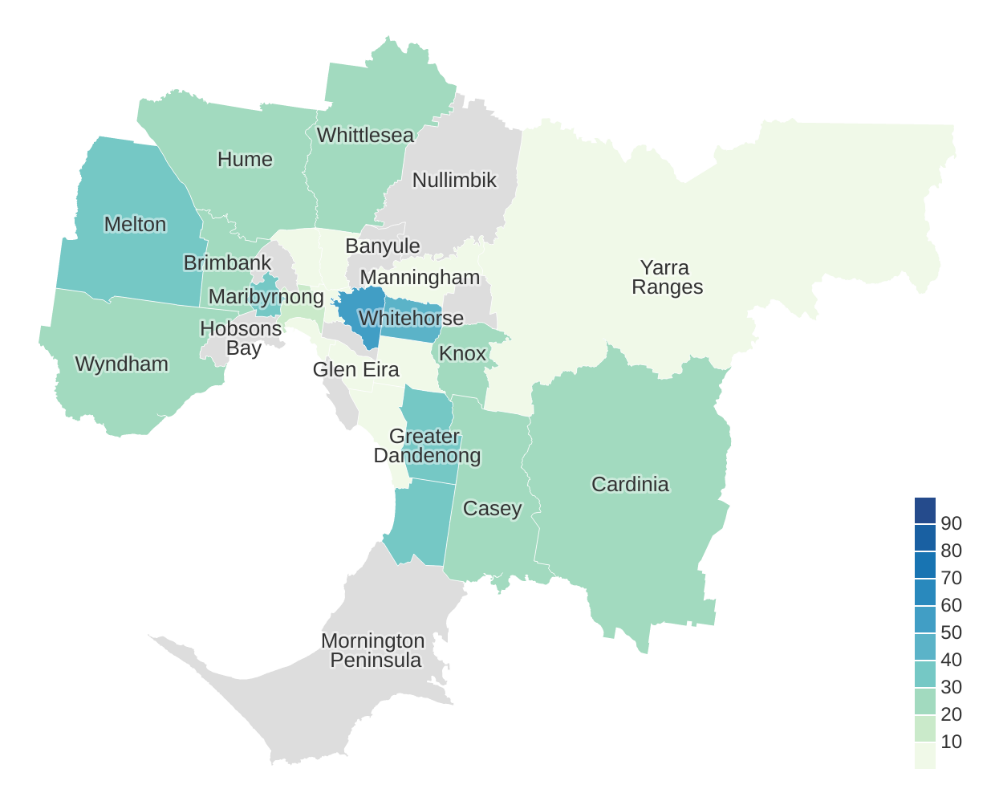 Whittlesea
Hume
Nullimbik
Melton
Banyule
Brimbank
Manningham
Yarra
Ranges
Maribyrnong
Whitehorse
Hobsons
Bay
Knox
Wyndham
Glen Eira
Greater
Dandenong
Cardinia
Casey
90
80
70
60
50
40
30
20
10
Mornington
Peninsula